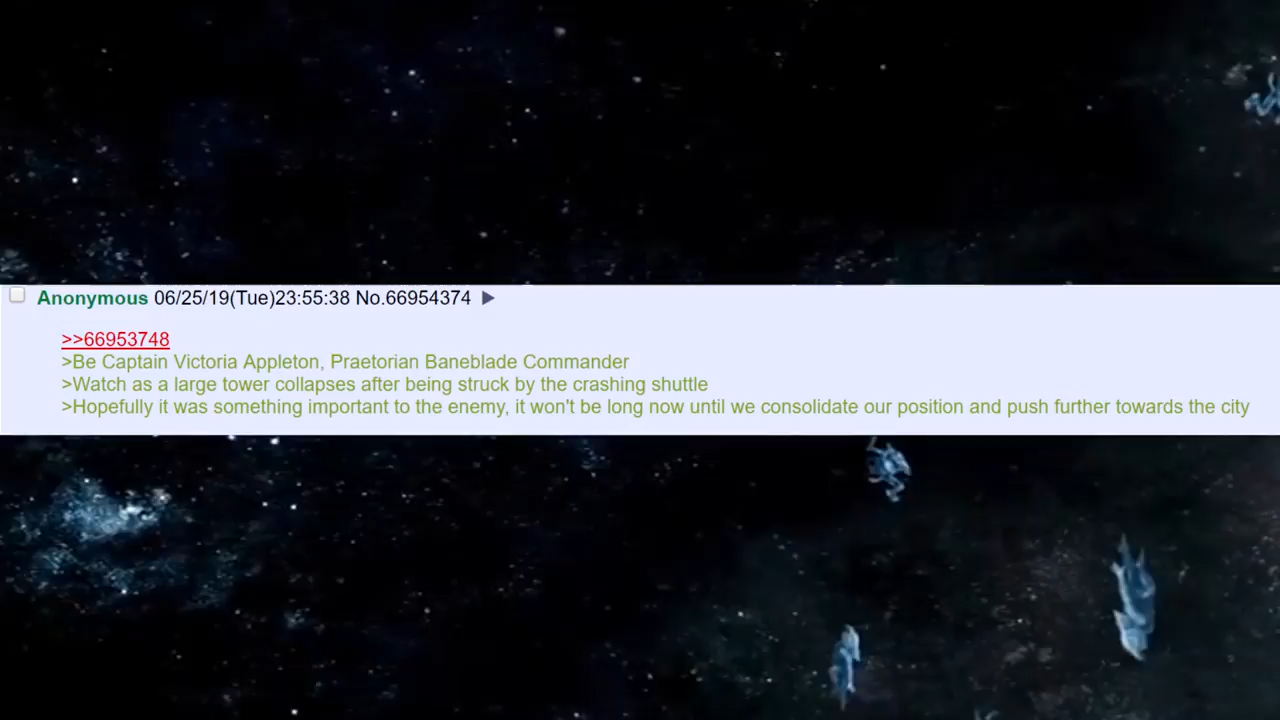 Anonymous 06/25/19(Tue)23:55:38 No.66954374 ▶
>>66953748
>Be Captain Victoria Appleton, Praetorian Baneblade Commander
>Watch as a large tower collapses after being struck by the crashing shuttle
>Hopefully it was something important to the enemy, it won't be long now until we consolidate our position and push further towards the city